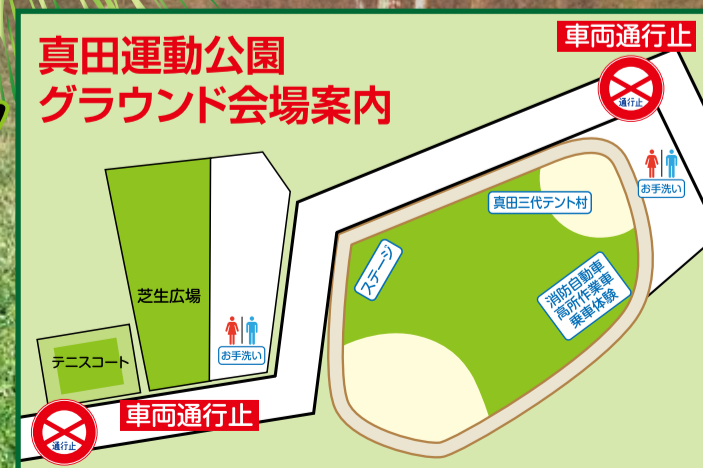 真田運動公園
グラウンド会場案内
車両通行止
通行止
お手洗い
真田三代テント村
ステージ
消防自動車
高所作業車
乗車体験
芝生広場
お手洗い
テニスコート
車両通行止
通行止